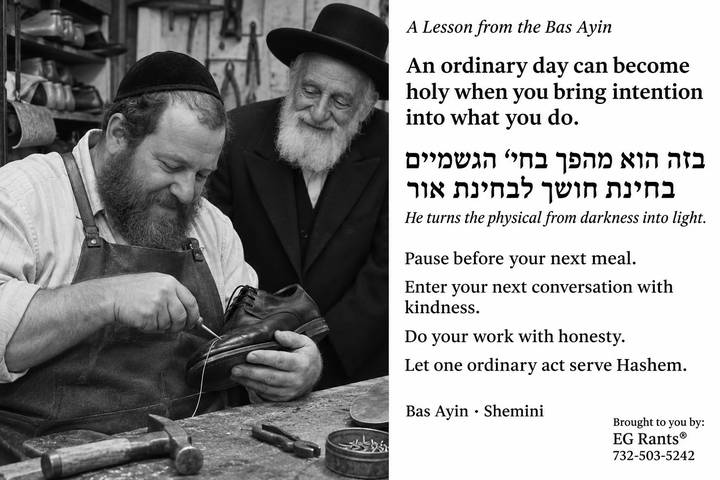 A Lesson from the Bas Ayin
An ordinary day can become
holy when you bring intention
into what you do.
בזה הוא מהפך בחי׳ הגשמיים
בחינת חושך לבחינת אור
He turns the physical from darkness into light.
Pause before your next meal.
Enter your next conversation with
kindness.
Do your work with honesty.
Let one ordinary act serve Hashem.
Bas Ayin · Shemini
Brought to you by:
EG Rants®
732-503-5242